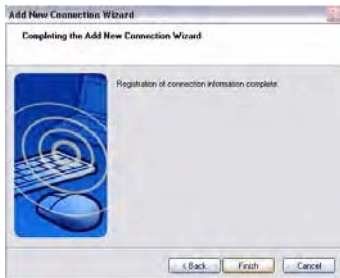 Add New Connection Wizard
Completing the Add New Connection Wizard
Registration of connection information complete.
< Back
Finish
Cancel